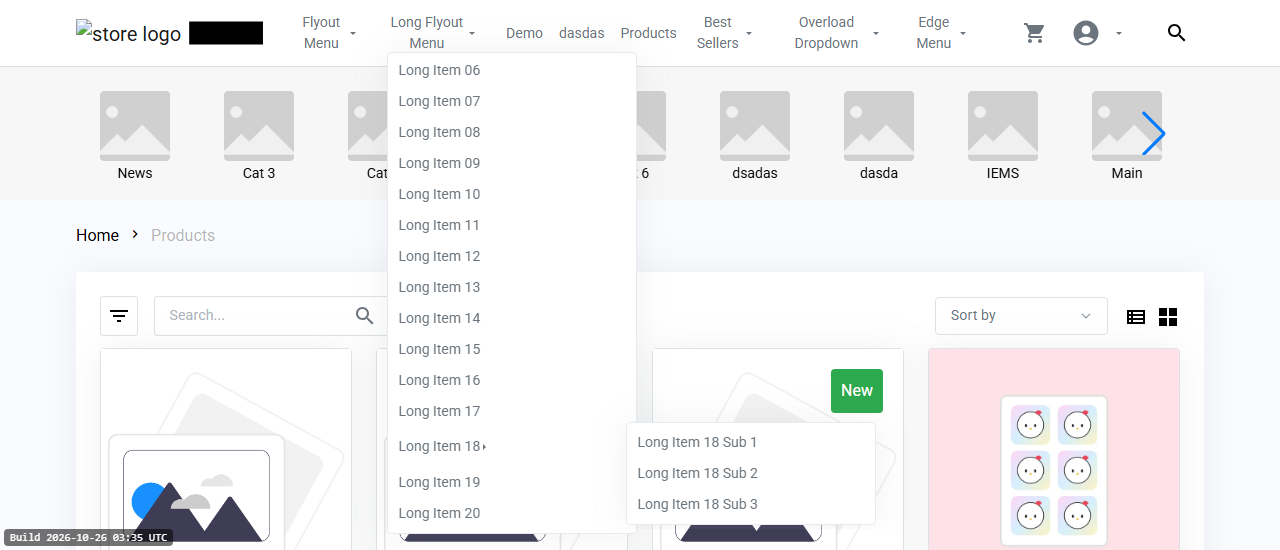 store logo
Flyout Menu
Long Flyout Menu
Demo
dasdas
Products
Best Sellers
Overload Dropdown
Edge Menu
News
Cat 3
Cat
6
dsadas
dasda
IEMS
Main
Home
Products
Long Item 06
Long Item 07
Long Item 08
Long Item 09
Long Item 10
Long Item 11
Long Item 12
Long Item 13
Long Item 14
Long Item 15
Long Item 16
Long Item 17
Long Item 18
Long Item 19
Long Item 20
Long Item 18 Sub 1
Long Item 18 Sub 2
Long Item 18 Sub 3
Search...
Sort by
New
Build 2026-10-26 03:35 UTC